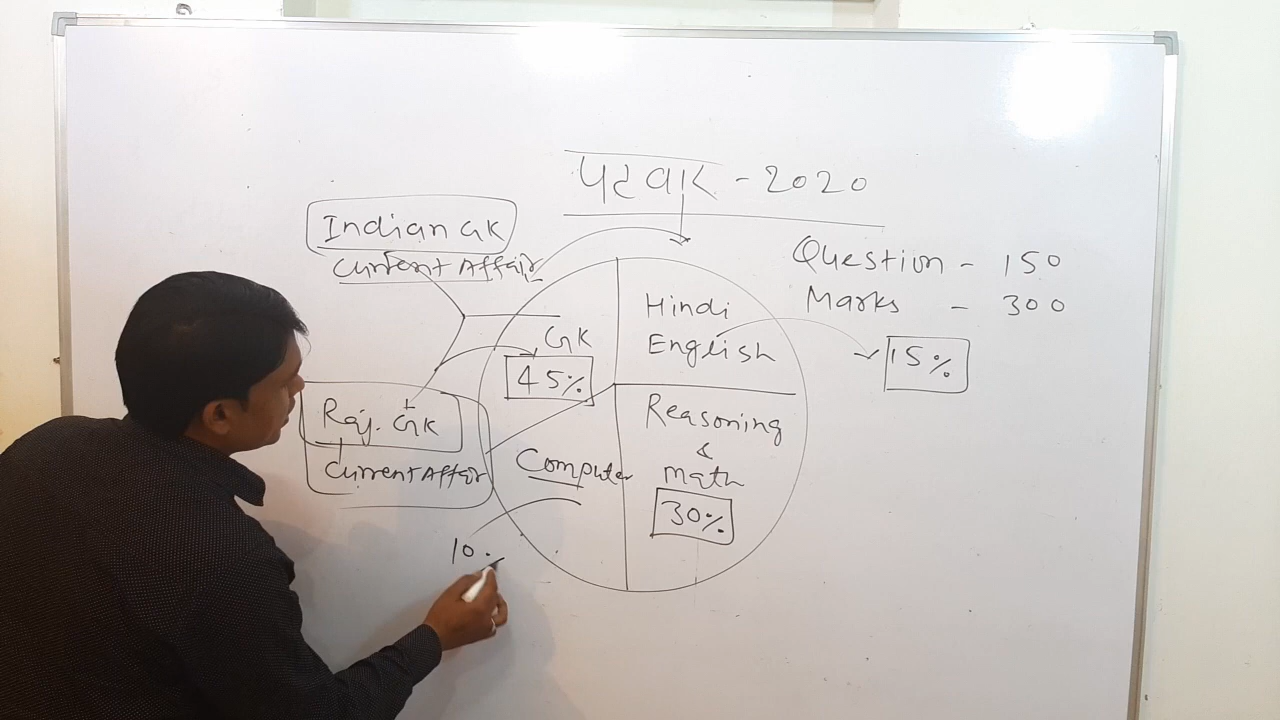 पटवार - 2020
Indian GK
Current Affair
Question - 150
Marks - 300
Hindi
English
15%
GK
45%
Raj. GK
Current Affair
Reasoning
&
Math
30%
Computer
10